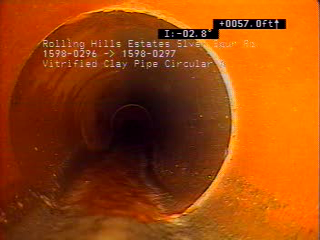 +0057.0ft↑
I:-02.8°
Rolling Hills Estates
1598-0296 -> 1598-0297
Vitrified Clay Pipe Circular